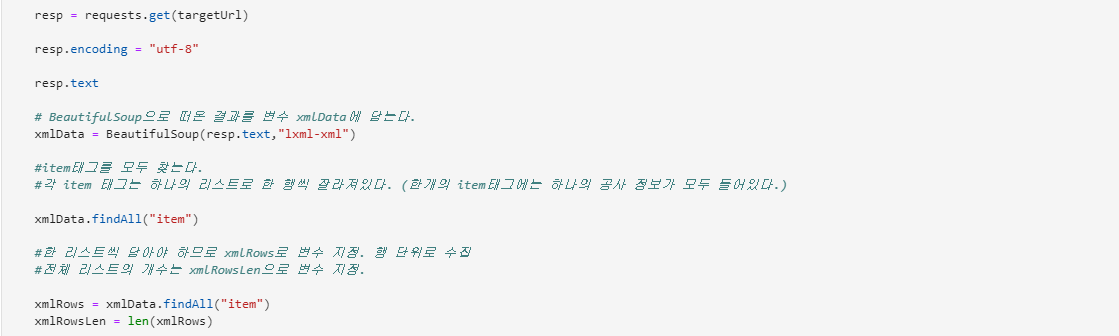 resp = requests.get(targetUrl)
resp.encoding = "utf-8"
resp.text
# BeautifulSoup으로 떠온 결과를 변수 xmlData에 담는다.
xmlData = BeautifulSoup(resp.text,"lxml-xml")
#item태그를 모두 찾는다.
#각 item 태그는 하나의 리스트로 한 행씩 잘라져있다. (한개의 item태그에는 하나의 공사 정보가 모두 들어있다.)
xmlData.findAll("item")
#한 리스트씩 담아야 하므로 xmlRows로 변수 지정. 행 단위로 수집
#전체 리스트의 개수는 xmlRowsLen으로 변수 지정.
xmlRows = xmlData.findAll("item")
xmlRowsLen = len(xmlRows)